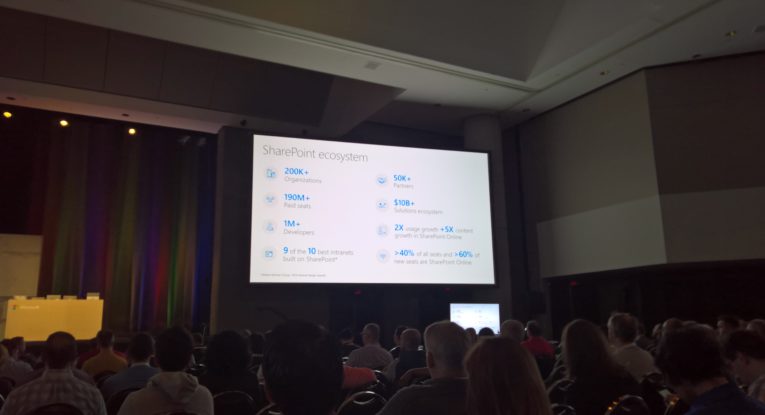 SharePoint ecosystem
200K+
Organizations
190M+
Paid seats
1M+
Developers
9 of the 10 best intranets
built on SharePoint*
50K+
Partners
$10B+
Solutions ecosystem
2X usage growth +5X content
growth in SharePoint Online
>40% of all seats and >60% of
new seats are SharePoint Online
Microsoft